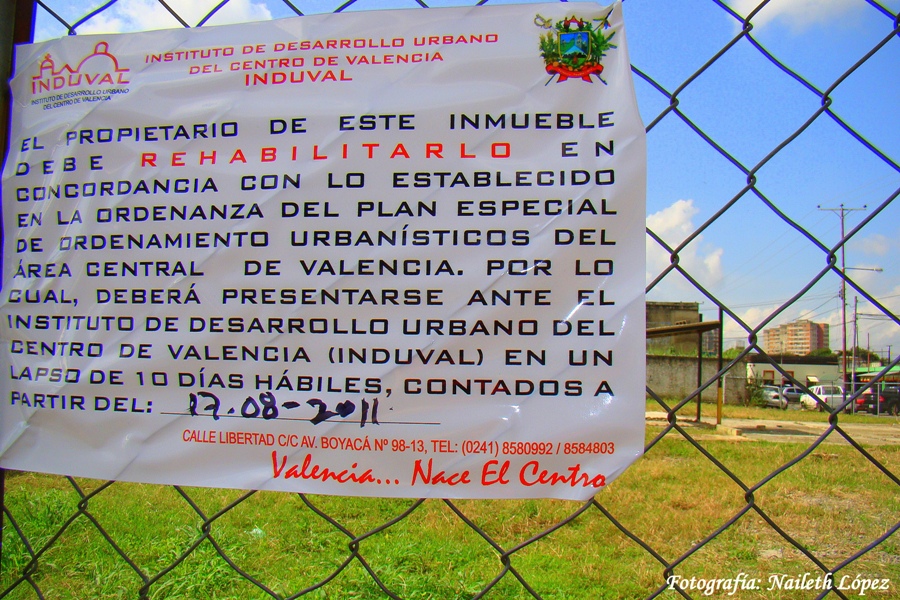 INDUVAL
INSTITUTO DE DESARROLLO URBANO
DEL CENTRO DE VALENCIA
INSTITUTO DE DESARROLLO URBANO
DEL CENTRO DE VALENCIA
INDUVAL
EL PROPIETARIO DE ESTE INMUEBLE
DEBE REHABILITARLO EN
CONCORDANCIA CON LO ESTABLECIDO
EN LA ORDENANZA DEL PLAN ESPECIAL
DE ORDENAMIENTO URBANÍSTICOS DEL
ÁREA CENTRAL DE VALENCIA. POR LO
CUAL, DEBERÁ PRESENTARSE ANTE EL
INSTITUTO DE DESARROLLO URBANO DEL
CENTRO DE VALENCIA (INDUVAL) EN UN
LAPSO DE 10 DÍAS HÁBILES, CONTADOS A
PARTIR DEL: 17.08-2011
CALLE LIBERTAD C/C AV. BOYACÁ Nº 98-13, TEL: (0241) 8580992 / 8584803
Valencia... Nace El Centro
Fotografía: Naileth López